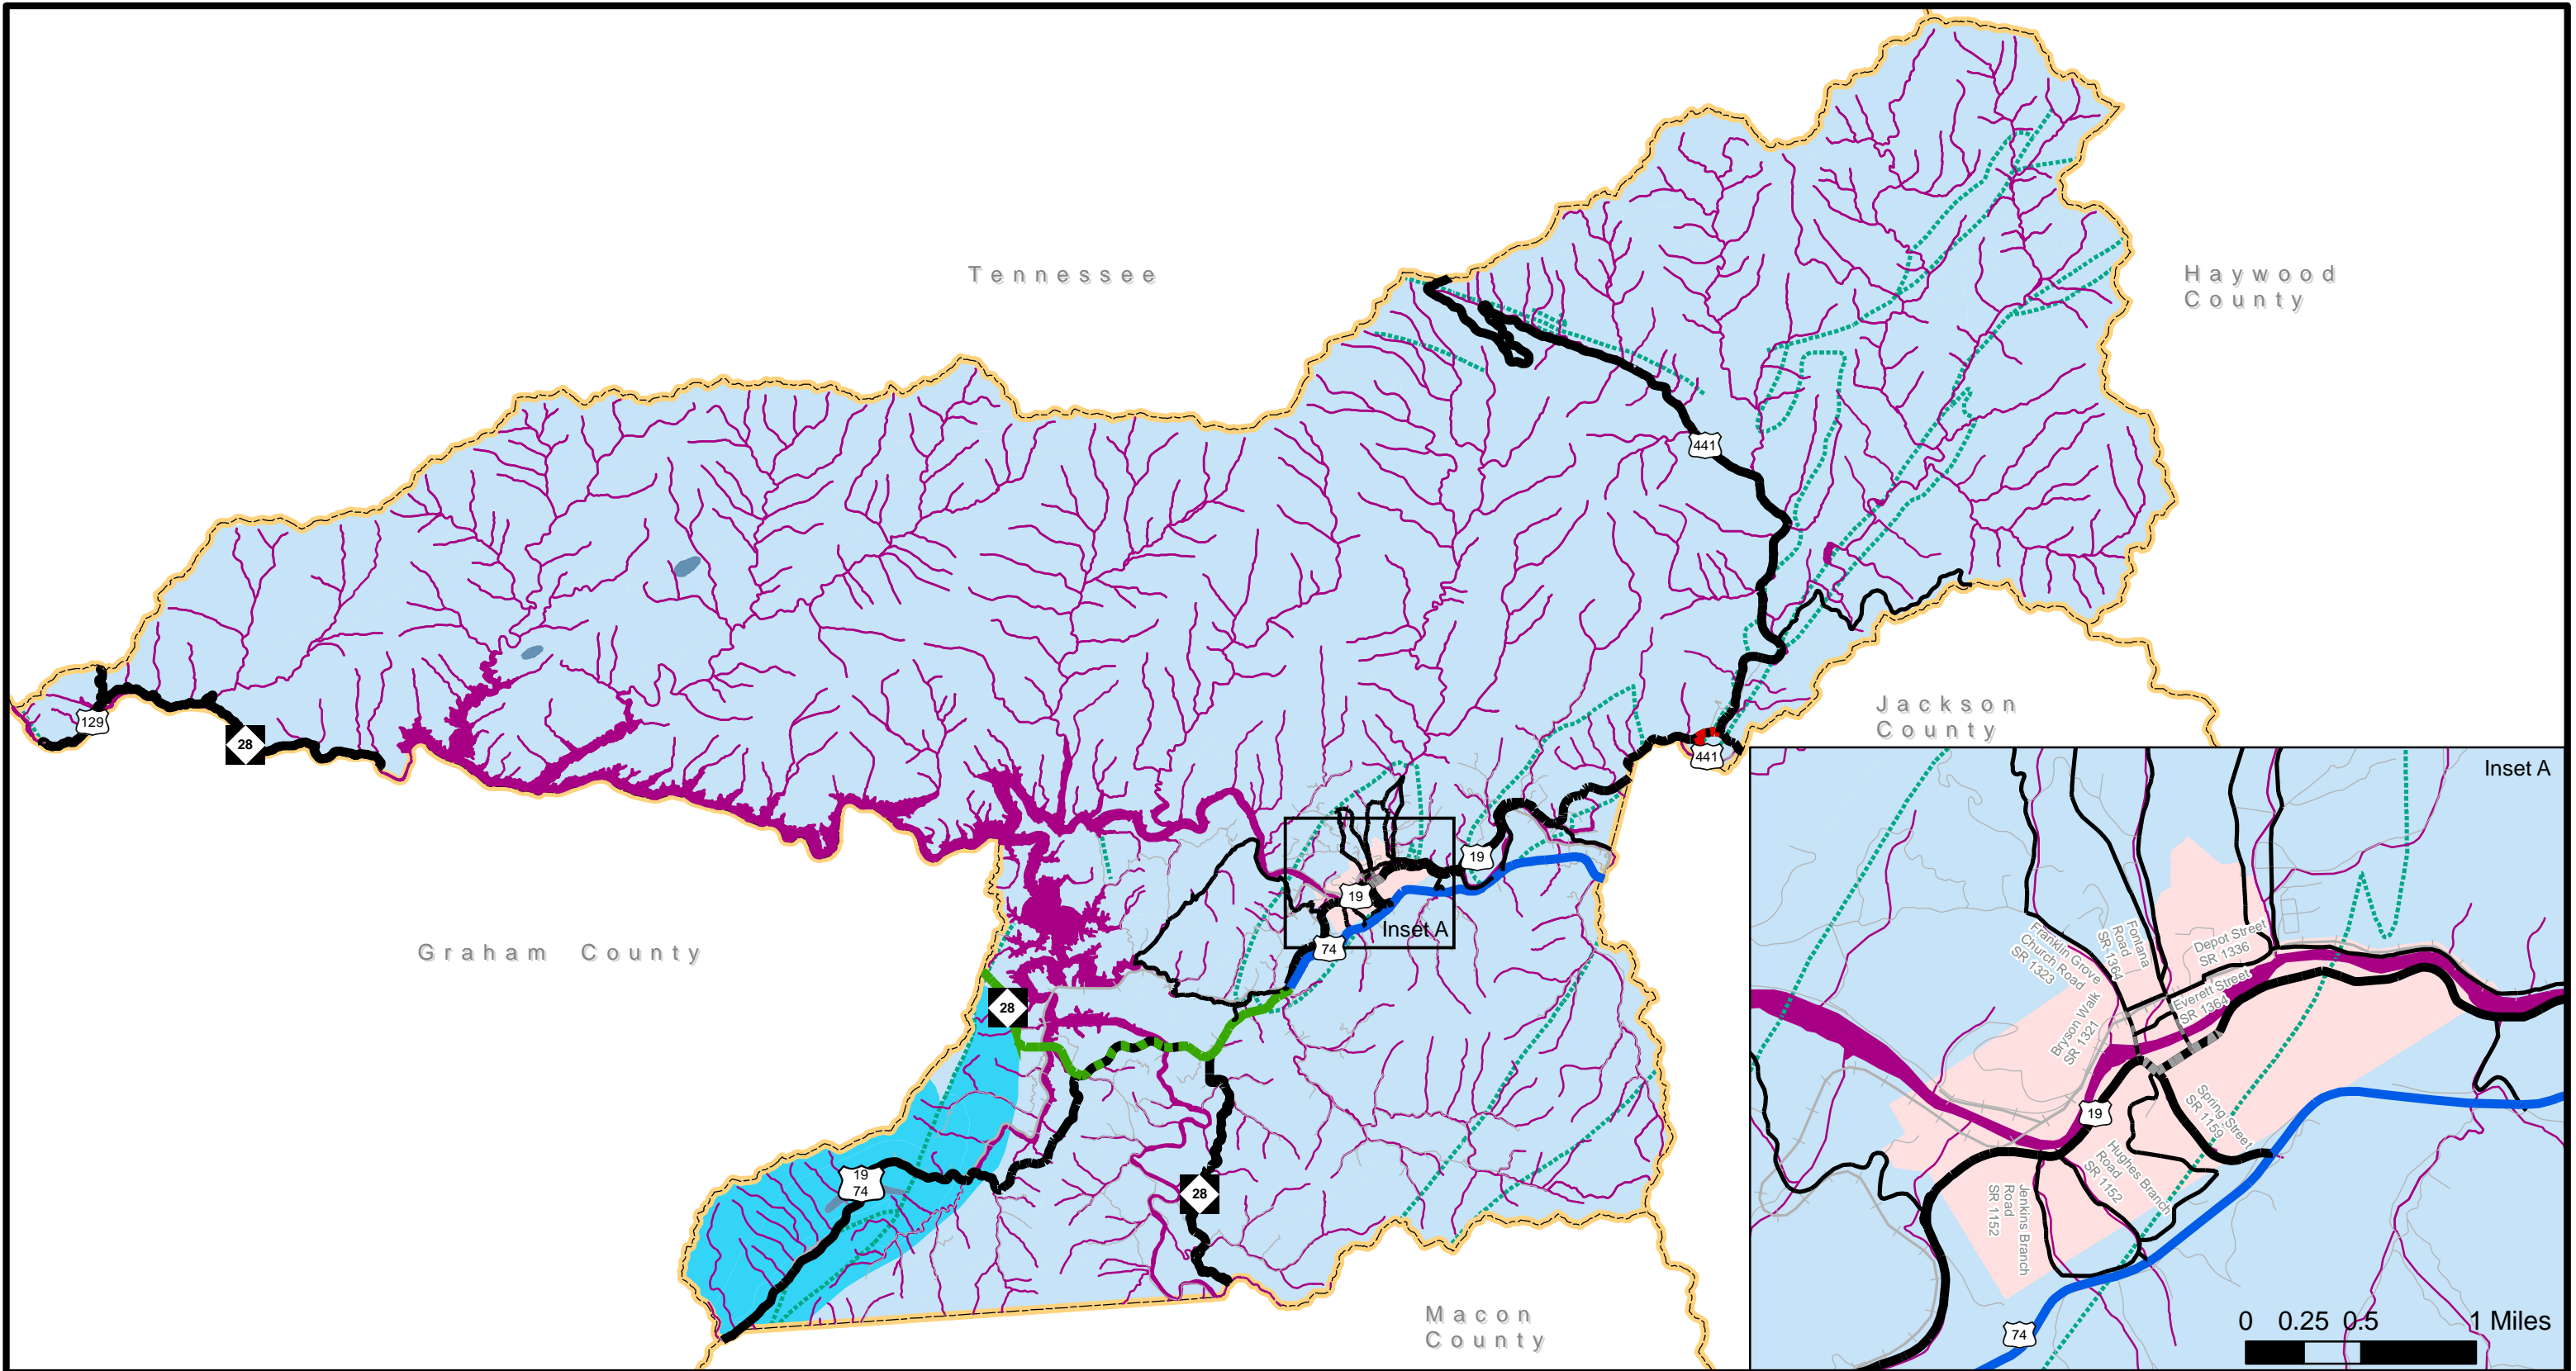 Tennessee
Haywood
County
441
Jackson
County
129
28
441
Inset A
19
19
Inset A
74
Graham County
28
Franklin Grove
Church Road
SR 1323
Fontana
Road
SR 1364
Depot Street
SR 1336
Everett Street
SR 1364
Bryson Walk
SR 1321
19
Spring Street
SR 1159
Hughes Branch
Road
SR 1152
Jenkins Branch
Road
SR 1152
19
74
28
Macon
County
74
0 0.25 0.5 1 Miles